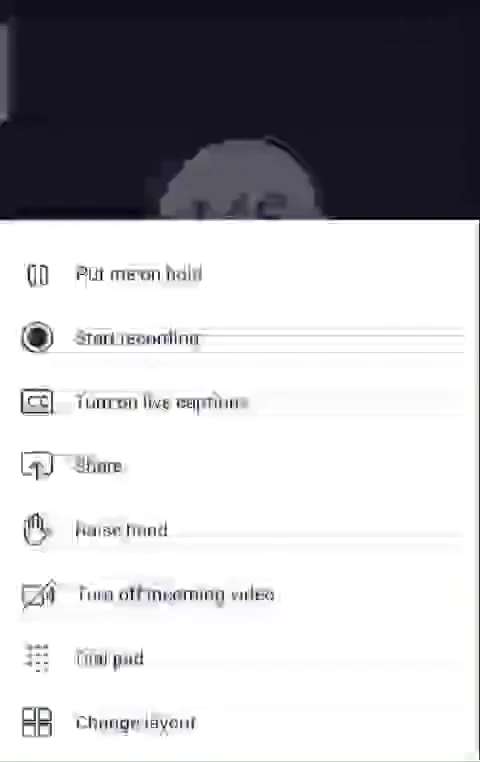 Put me on hold
Start recording
CC
Turn on live captions
Share
Raise hand
Turn off incoming video
Dial pad
Change layout